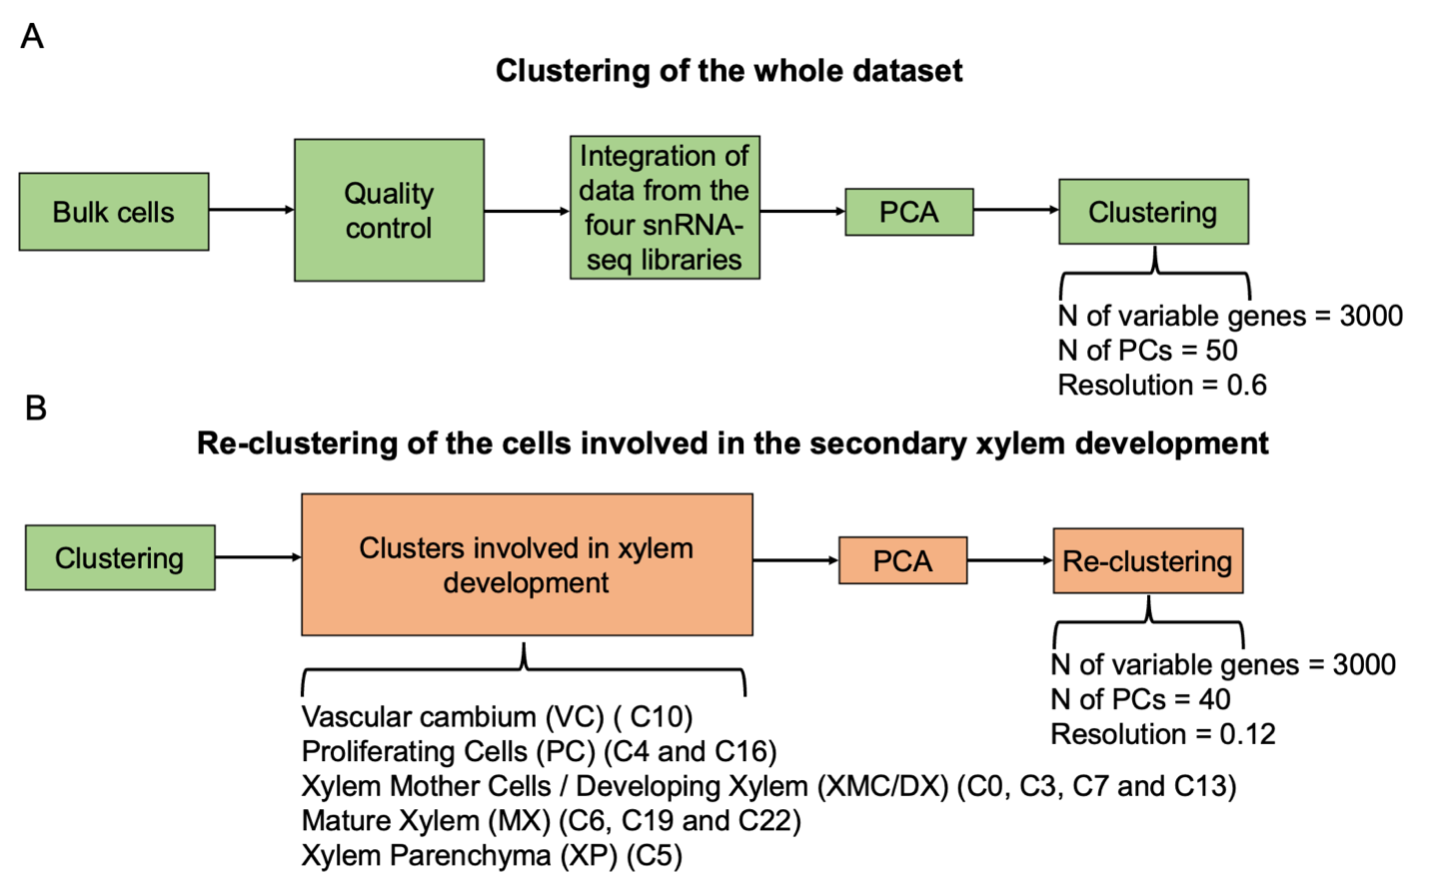 A
Clustering of the whole dataset
Bulk cells
Quality
control
Integration of
data from the
four snRNA-
seq libraries
PCA
Clustering
N of variable genes = 3000
N of PCs = 50
Resolution = 0.6
B
Re-clustering of the cells involved in the secondary xylem development
Clustering
Clusters involved in xylem
development
PCA
Re-clustering
N of variable genes = 3000
N of PCs = 40
Resolution = 0.12
Vascular cambium (VC) ( C10)
Proliferating Cells (PC) (C4 and C16)
Xylem Mother Cells / Developing Xylem (XMC/DX) (C0, C3, C7 and C13)
Mature Xylem (MX) (C6, C19 and C22)
Xylem Parenchyma (XP) (C5)